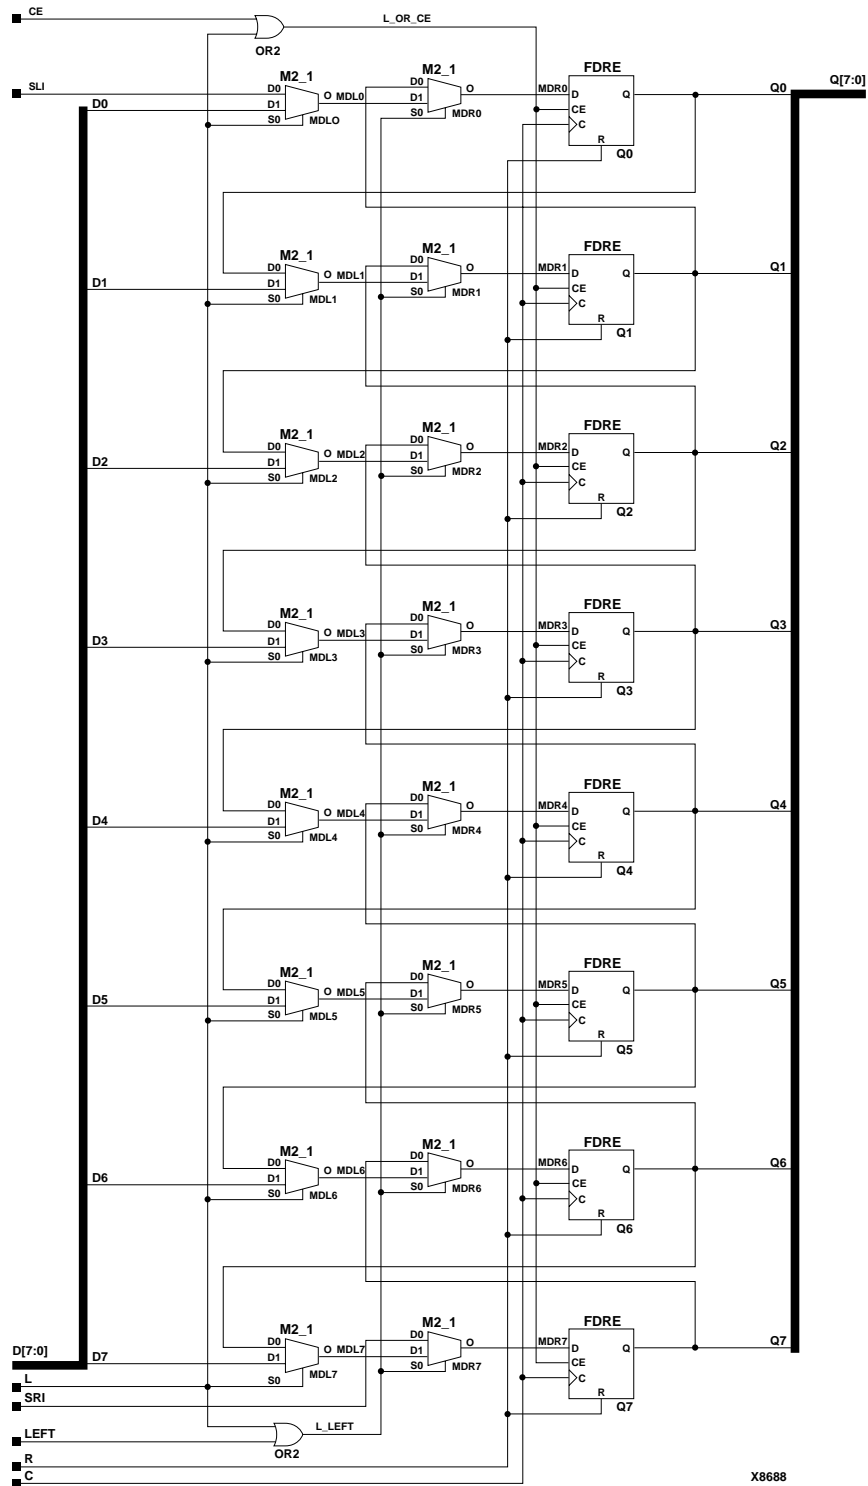 CE
L_OR_CE
OR2
SLI
D0
M2_1
D0
D1
S0
O
MDL0
MDLO
M2_1
D0
D1
S0
O
MDR0
MDR0
FDRE
D
CE
C
Q
R
Q0
Q0
Q[7:0]
D1
M2_1
D0
D1
S0
O
MDL1
MDL1
M2_1
D0
D1
S0
O
MDR1
MDR1
FDRE
D
CE
C
Q
R
Q1
Q1
D2
M2_1
D0
D1
S0
O
MDL2
MDL2
M2_1
D0
D1
S0
O
MDR2
MDR2
FDRE
D
CE
C
Q
R
Q2
Q2
D3
M2_1
D0
D1
S0
O
MDL3
MDL3
M2_1
D0
D1
S0
O
MDR3
MDR3
FDRE
D
CE
C
Q
R
Q3
Q3
D4
M2_1
D0
D1
S0
O
MDL4
MDL4
M2_1
D0
D1
S0
O
MDR4
MDR4
FDRE
D
CE
C
Q
R
Q4
Q4
D5
M2_1
D0
D1
S0
O
MDL5
MDL5
M2_1
D0
D1
S0
O
MDR5
MDR5
FDRE
D
CE
C
Q
R
Q5
Q5
D6
M2_1
D0
D1
S0
O
MDL6
MDL6
M2_1
D0
D1
S0
O
MDR6
MDR6
FDRE
D
CE
C
Q
R
Q6
Q6
D[7:0]
D7
M2_1
D0
D1
S0
O
MDL7
MDL7
M2_1
D0
D1
S0
O
MDR7
MDR7
FDRE
D
CE
C
Q
R
Q7
Q7
L
SRI
LEFT
L_LEFT
OR2
R
C
X8688